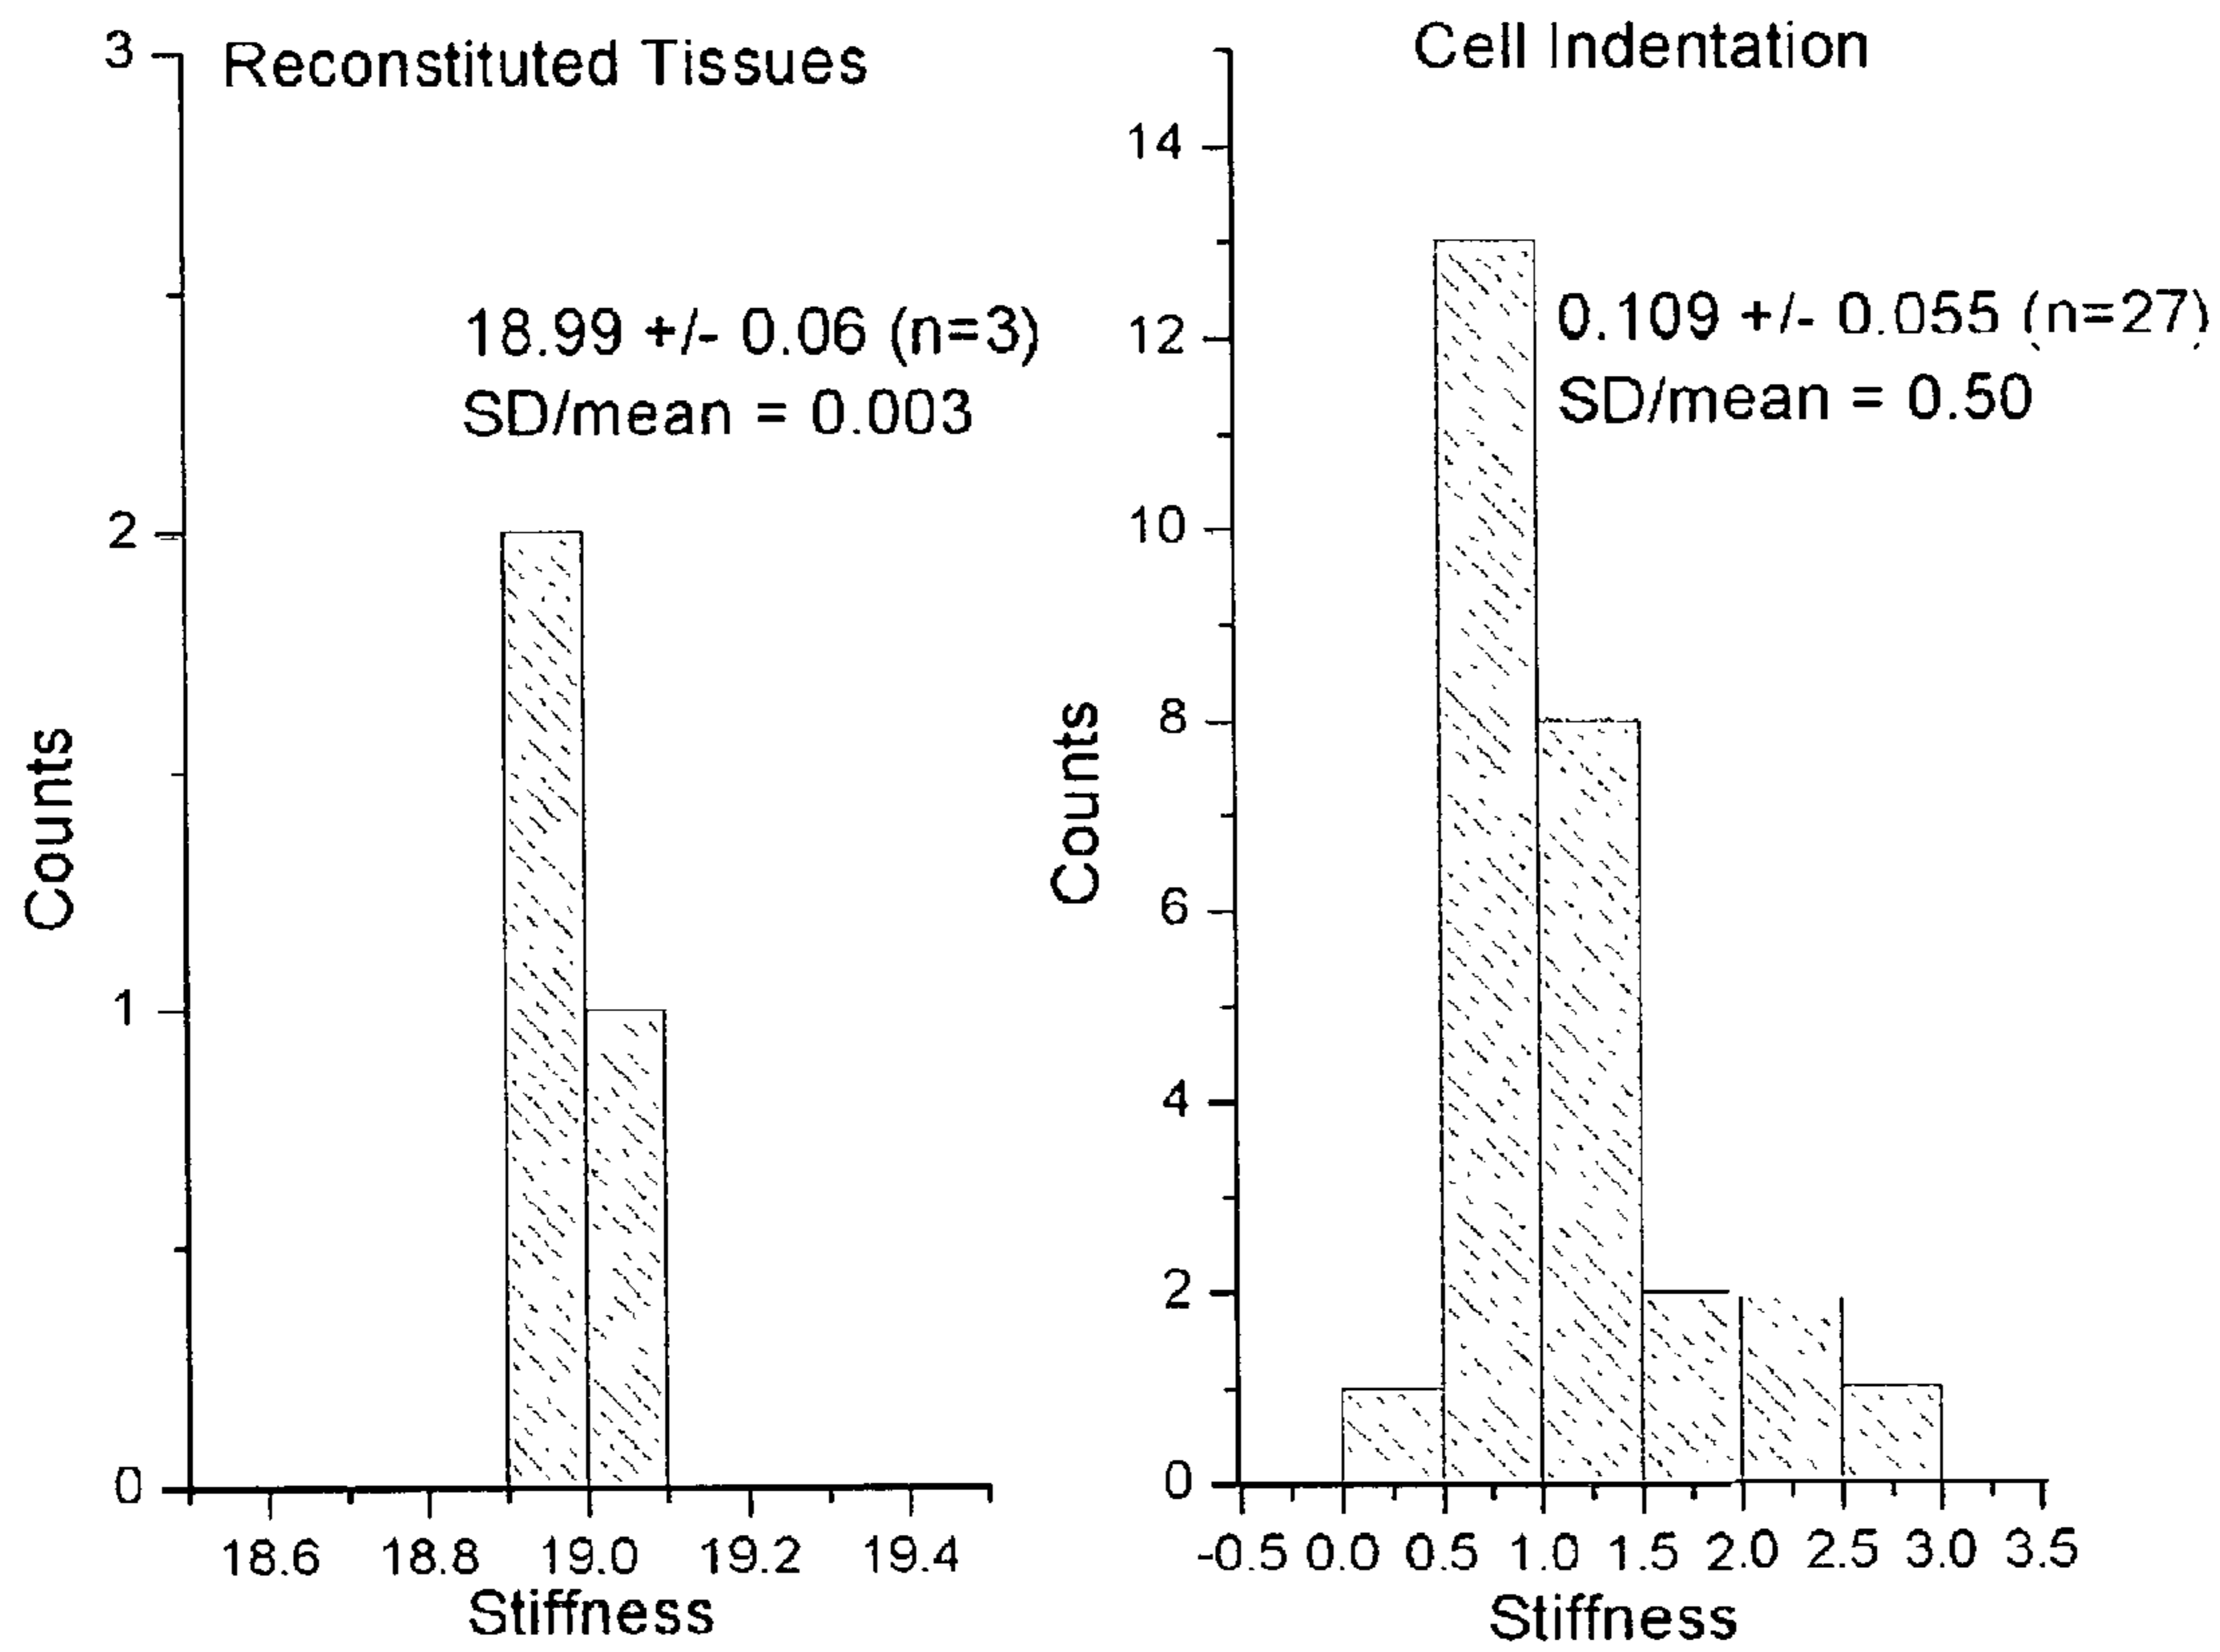 Reconstituted Tissues
3
2
1
0
Counts
18.99 +/- 0.06 (n=3)
SD/mean = 0.003
18.6 18.8 19.0 19.2 19.4
Stiffness
Cell Indentation
14
12
10
8
6
4
2
0
Counts
0.109 +/- 0.055 (n=27)
SD/mean = 0.50
-0.5 0.0 0.5 1.0 1.5 2.0 2.5 3.0 3.5
Stiffness